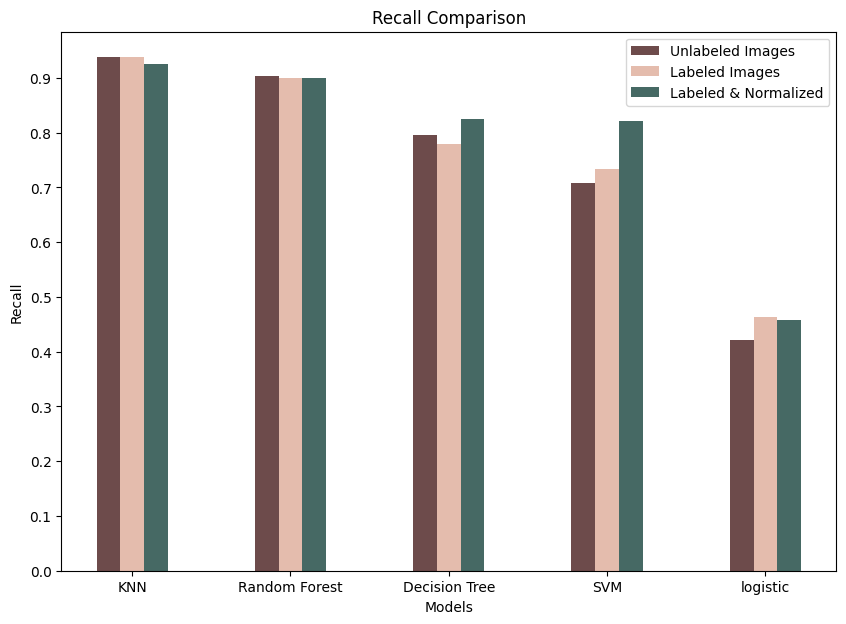 Recall Comparison
Unlabeled Images
Labeled Images
Labeled & Normalized
Recall
0.9
0.8
0.7
0.6
0.5
0.4
0.3
0.2
0.1
0.0
KNN
Random Forest
Decision Tree
SVM
logistic
Models